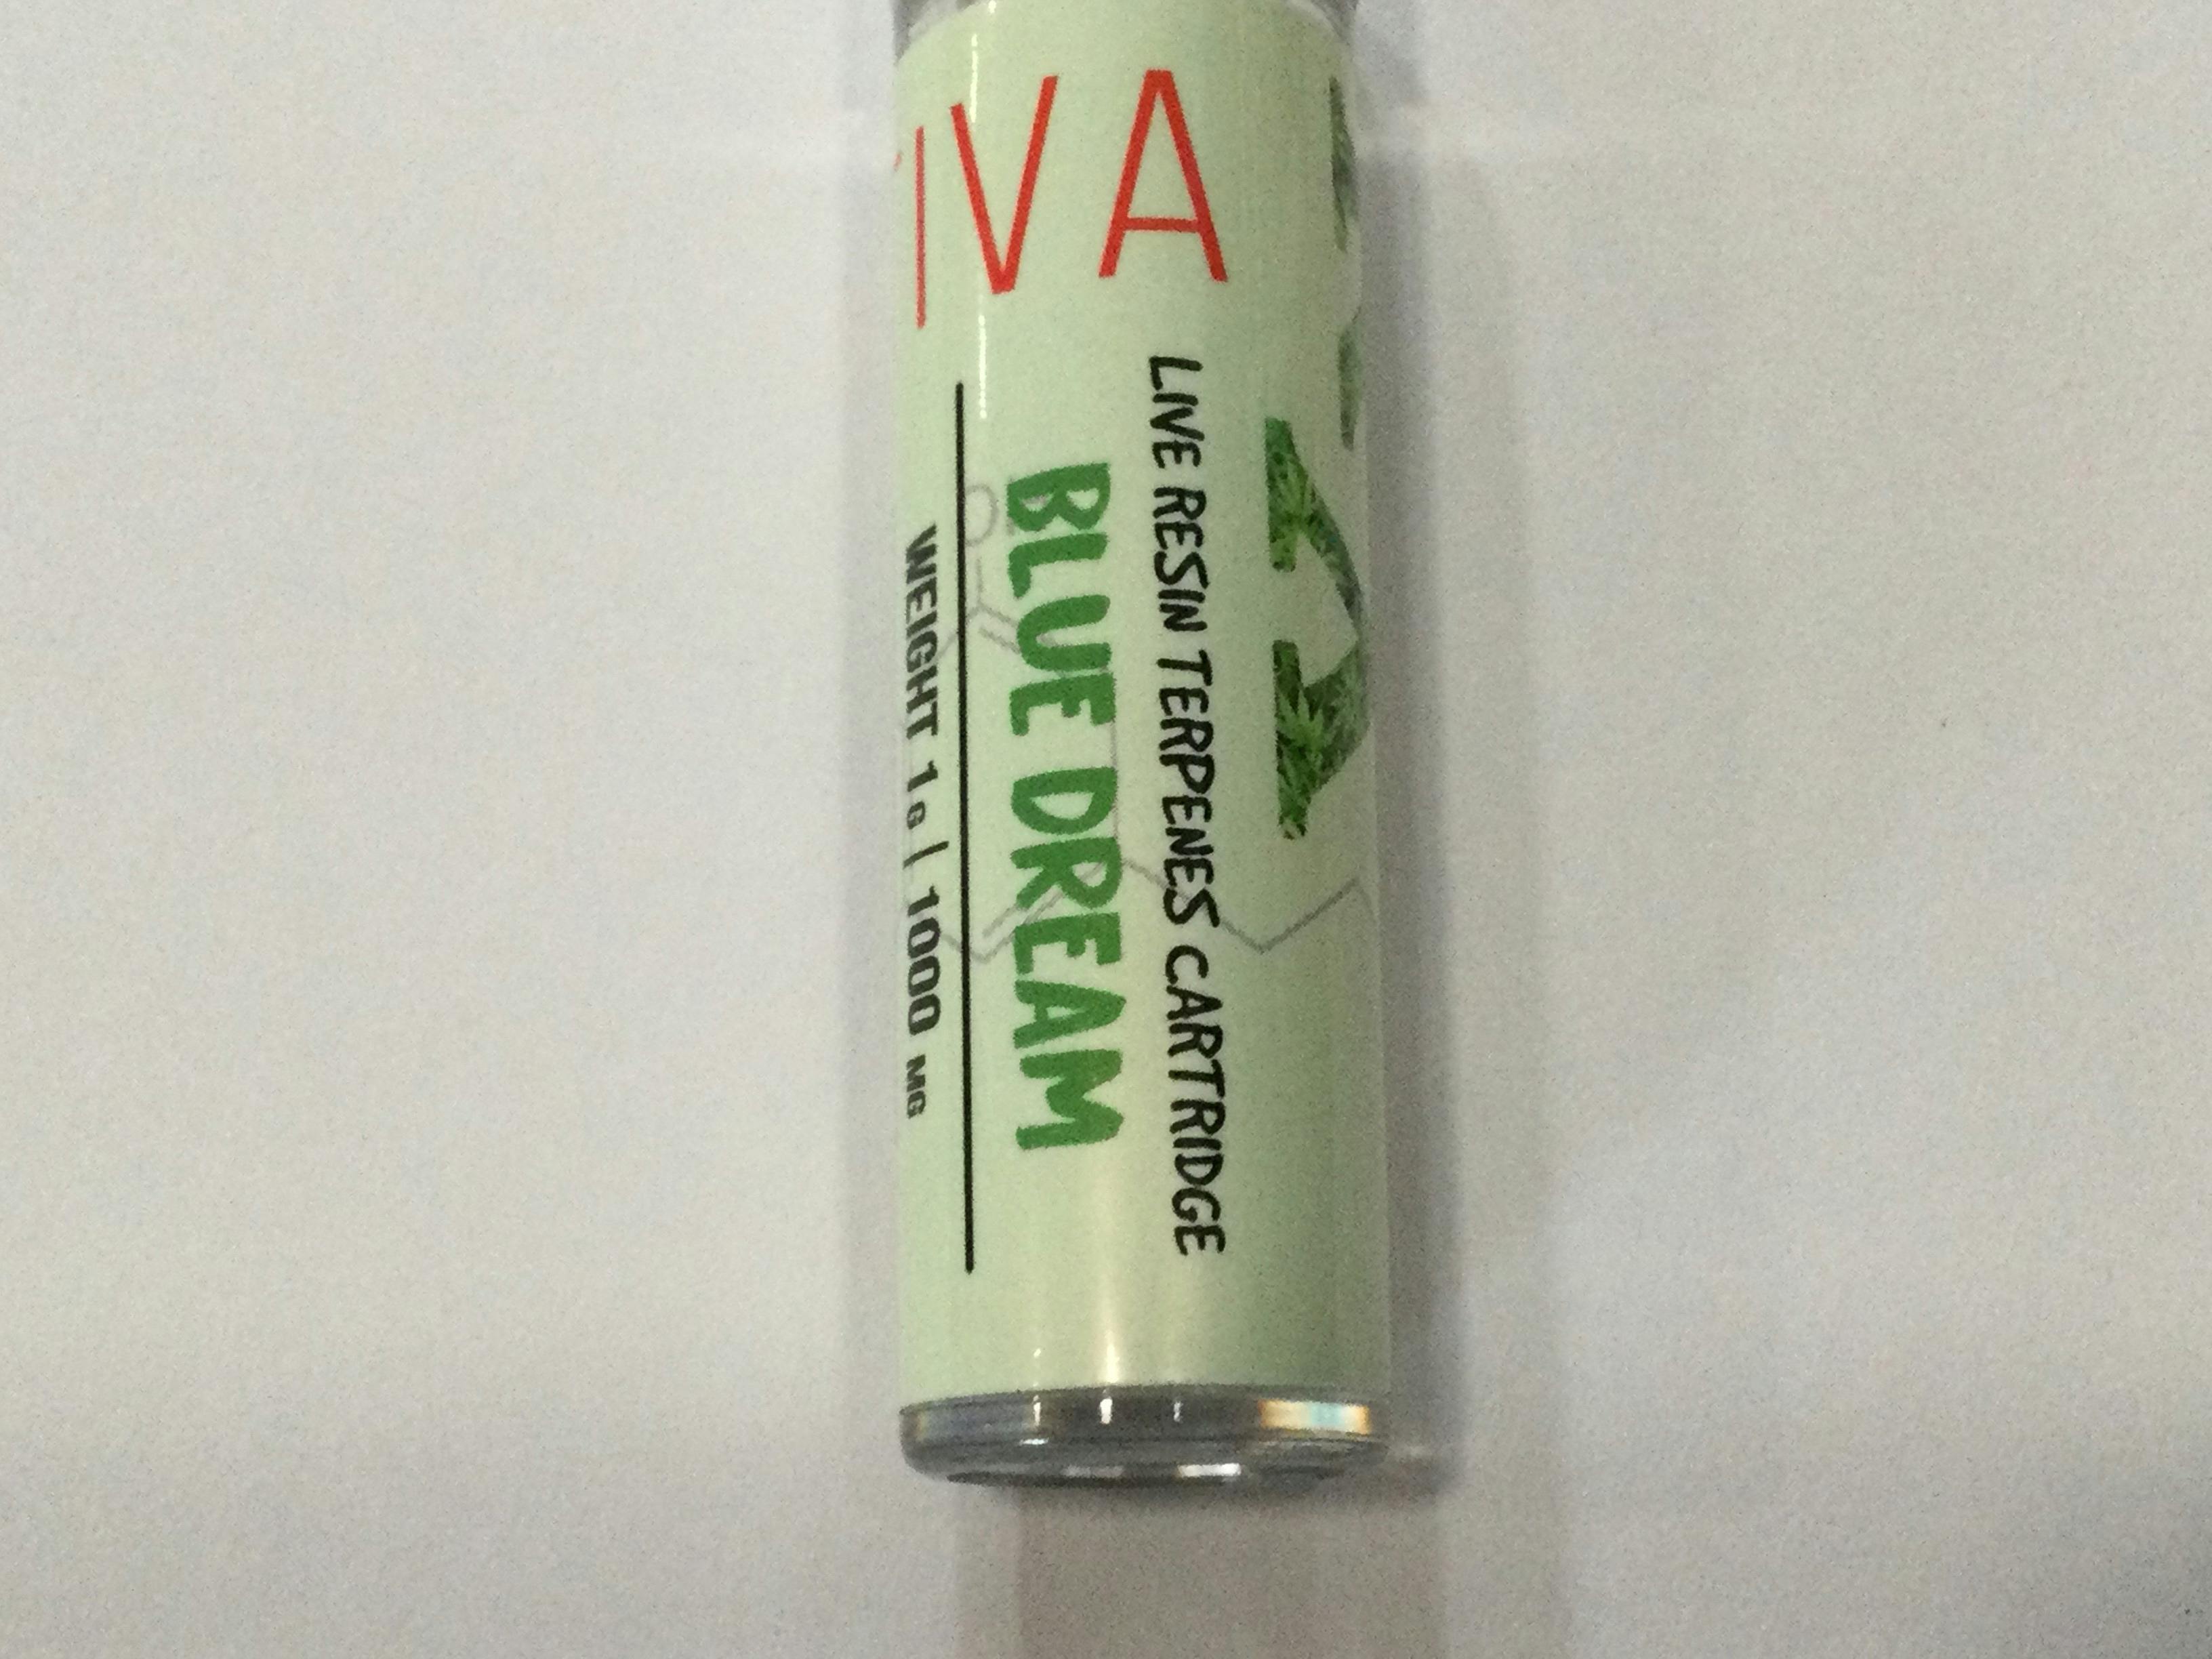 IVA
LIVE RESIN TERPENES CARTRIDGE
BLUE DREAM
WEIGHT 1G | 1000 MG